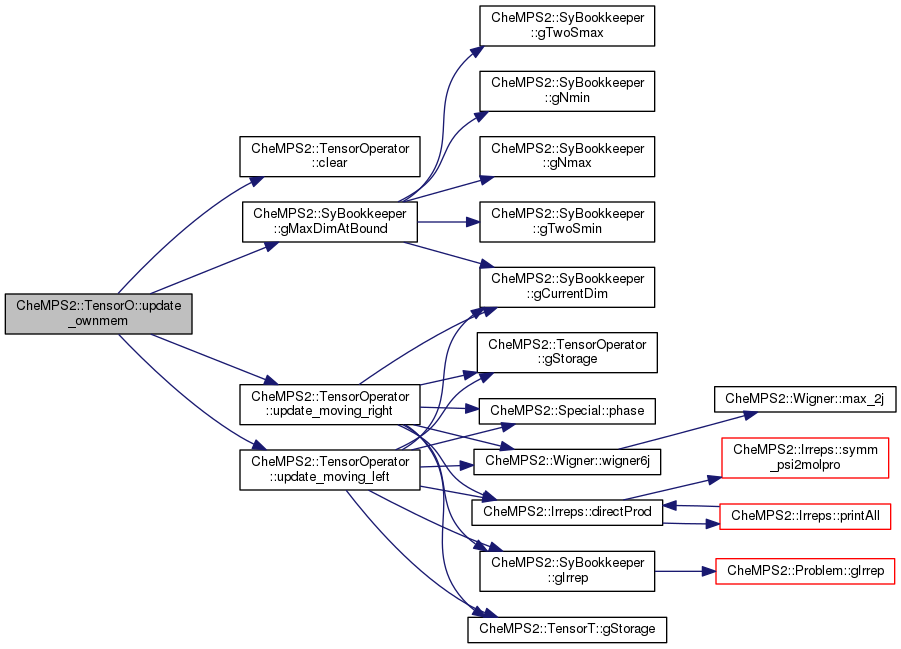 CheMPS2::TensorO::update
_ownmem
CheMPS2::TensorOperator
::clear
CheMPS2::SyBookkeeper
::gMaxDimAtBound
CheMPS2::TensorOperator
::update_moving_right
CheMPS2::TensorOperator
::update_moving_left
CheMPS2::SyBookkeeper
::gTwoSmax
CheMPS2::SyBookkeeper
::gNmin
CheMPS2::SyBookkeeper
::gNmax
CheMPS2::SyBookkeeper
::gTwoSmin
CheMPS2::SyBookkeeper
::gCurrentDim
CheMPS2::TensorOperator
::gStorage
CheMPS2::Special::phase
CheMPS2::Wigner::wigner6j
CheMPS2::Irreps::directProd
CheMPS2::SyBookkeeper
::gIrrep
CheMPS2::TensorT::gStorage
CheMPS2::Wigner::max_2j
CheMPS2::Irreps::symm
_psi2molpro
CheMPS2::Irreps::printAll
CheMPS2::Problem::gIrrep